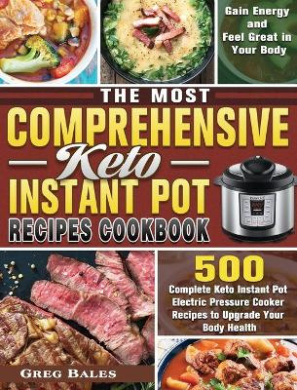 Gain Energy
and
Feel Great in
Your Body
THE MOST
COMPREHENSIVE
Keto
INSTANT POT
RECIPES COOKBOOK
500
Complete Keto Instant Pot
Electric Pressure Cooker
Recipes to Upgrade Your
Body Health
GREG BALES